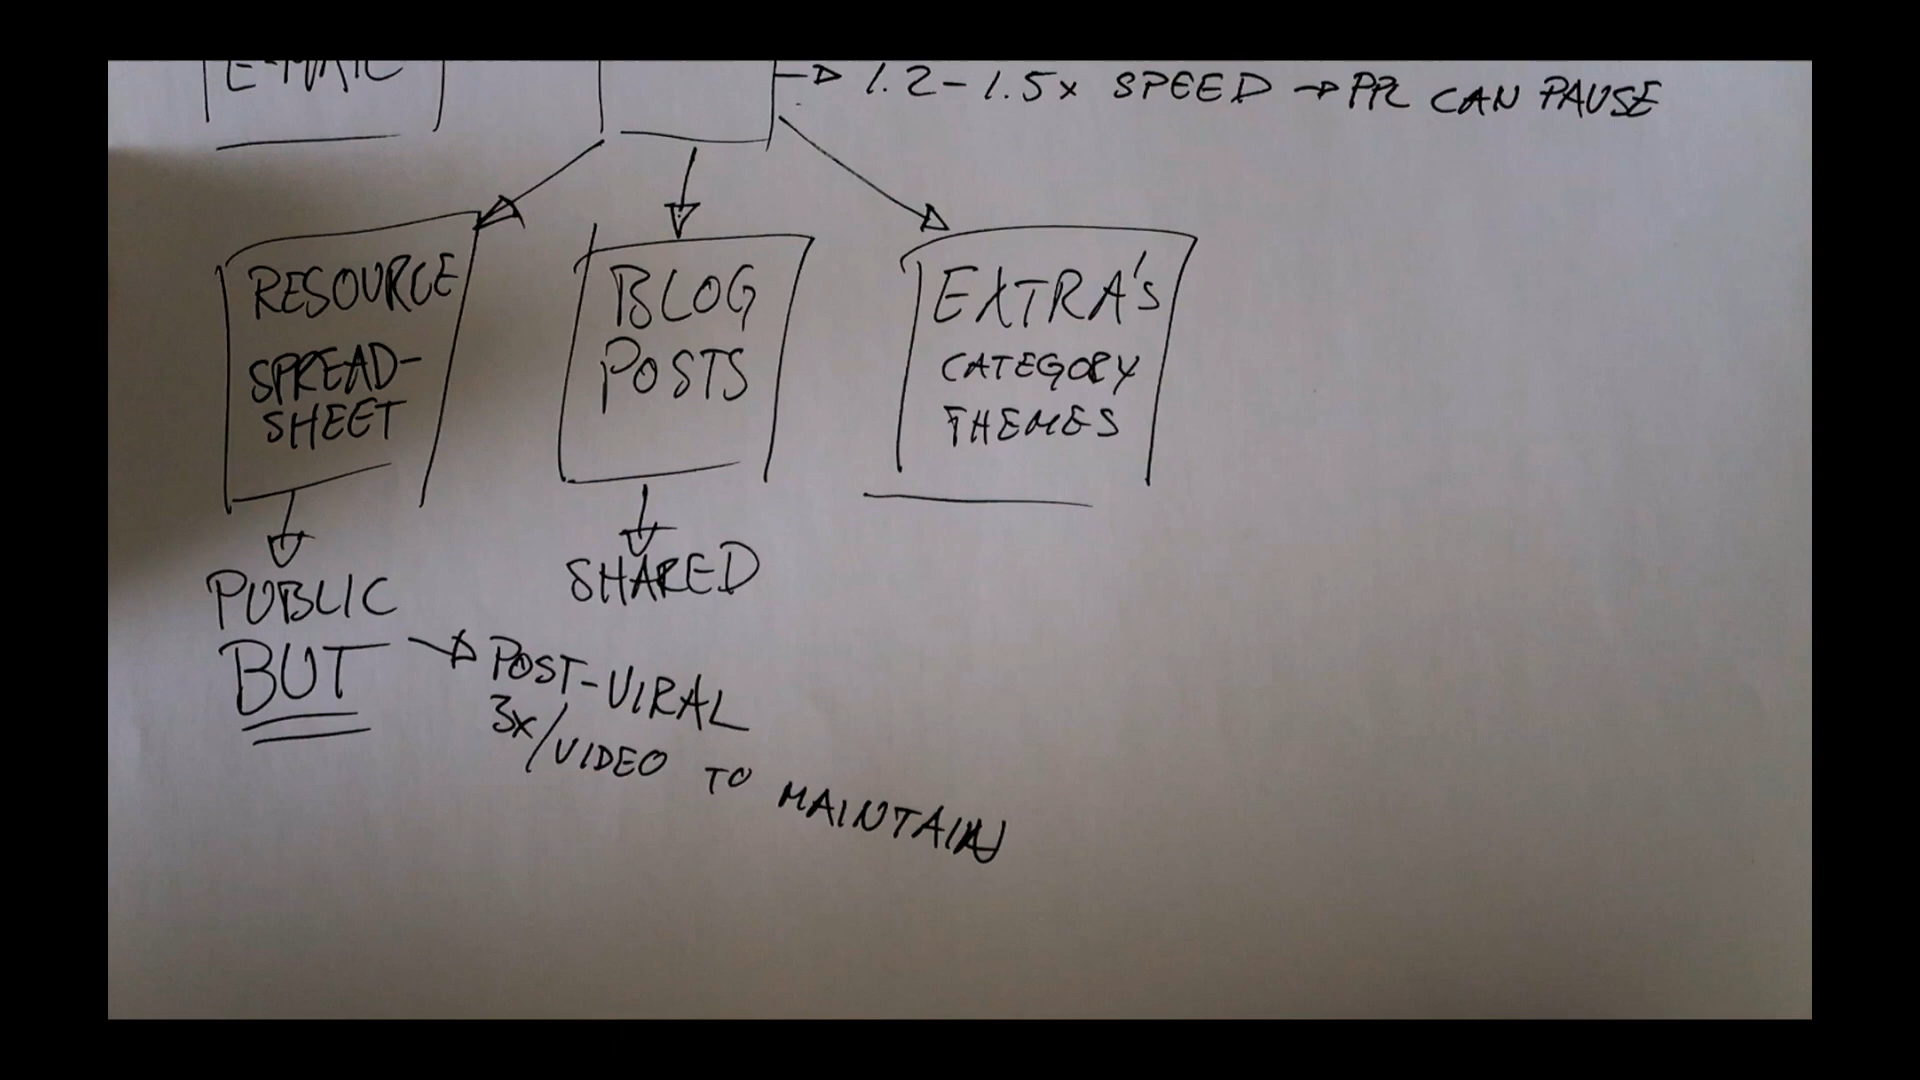 E-MAIL
1.2-1.5x SPEED → PPL CAN PAUSE
RESOURCE
SPREAD-
SHEET
BLOG
POSTS
EXTRA'S
CATEGORY
THEMES
PUBLIC
BUT
SHARED
POST-VIRAL
3x/VIDEO TO MAINTAIN